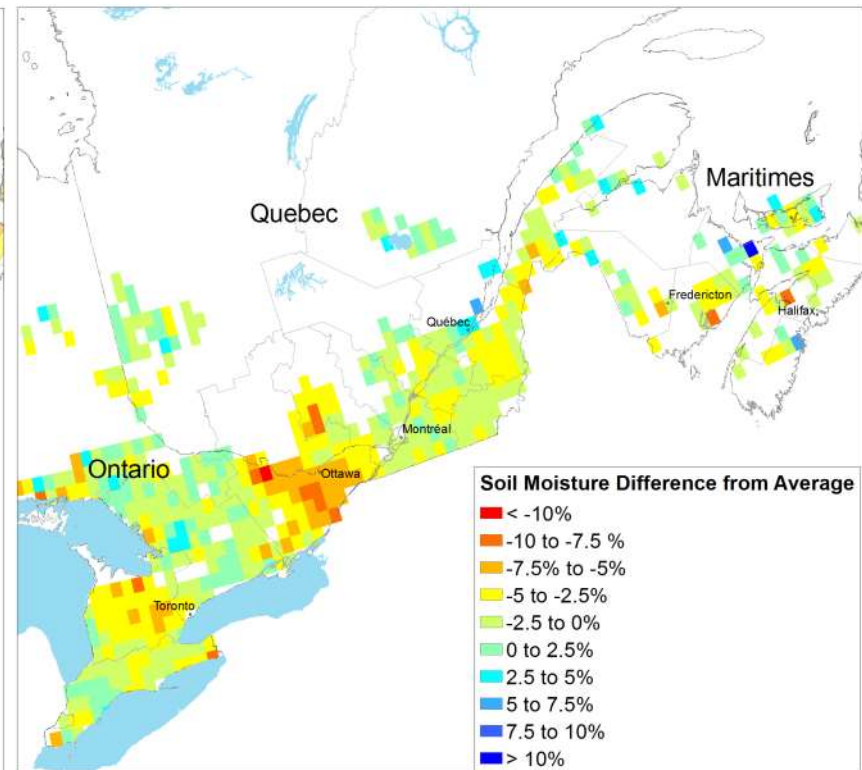 Maritimes
Quebec
Fredericton
Halifax
Québec
Montréal
Ontario
Ottawa
Toronto
Soil Moisture Difference from Average
< -10%
-10 to -7.5 %
-7.5% to -5%
-5 to -2.5%
-2.5 to 0%
0 to 2.5%
2.5 to 5%
5 to 7.5%
7.5 to 10%
> 10%